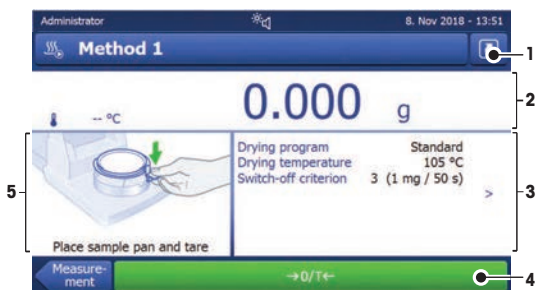 Administrator
8. Nov 2018 - 13:51
Method 1
1
-- °C
0.000 g
2
Drying program Standard
Drying temperature 105 °C
Switch-off criterion 3 (1 mg / 50 s)
>
3
5
Place sample pan and tare
Measure-
ment
→0/T←
4